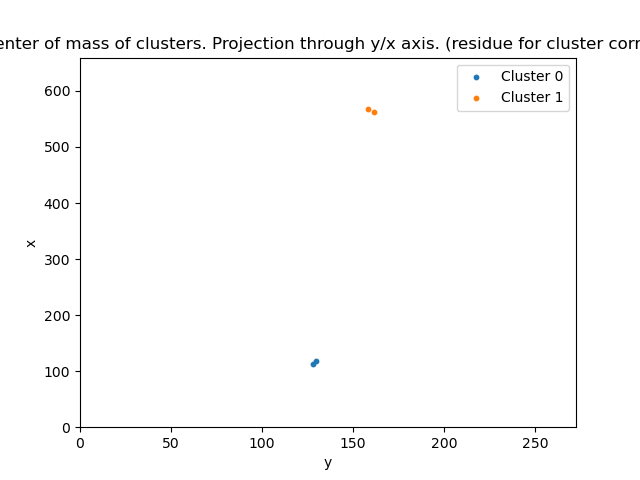 enter of mass of clusters. Projection through y/x axis. (residue for cluster corr
Cluster 0
Cluster 1
600
500
400
300
200
100
0
x
0 50 100 150 200 250
y